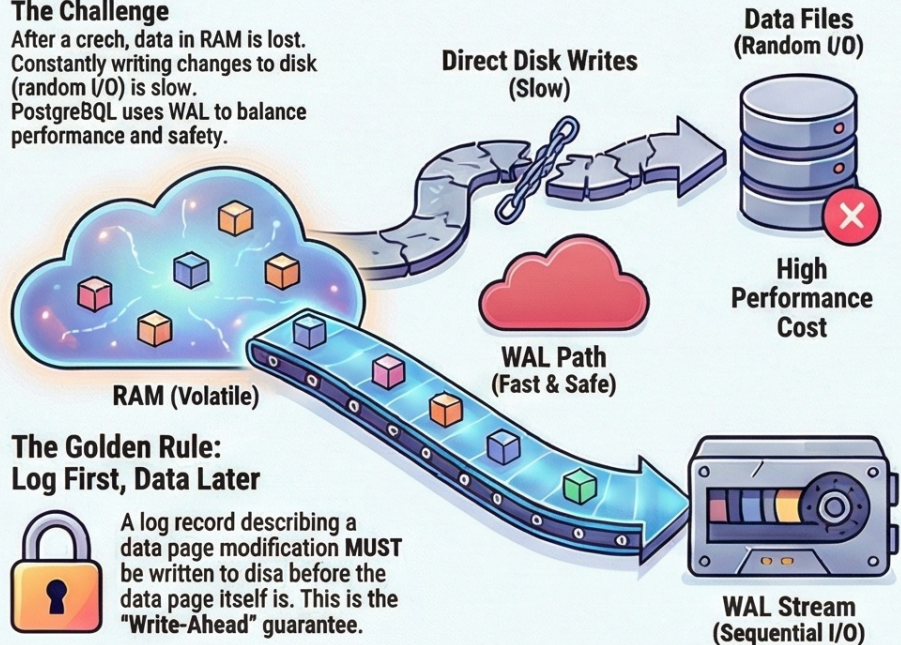 The Challenge
After a crech, data in RAM is lost.
Constantly writing changes to disk
(random I/O) is slow.
PostgreBQL uses WAL to balance
performance and safety.
Direct Disk Writes
(Slow)
Data Files
(Random I/O)
High
Performance
Cost
WAL Path
(Fast & Safe)
RAM (Volatile)
The Golden Rule:
Log First, Data Later
A log record describing a
data page modification MUST
be written to disa before the
data page itself is. This is the
"Write-Ahead" guarantee.
WAL Stream
(Sequential I/O)